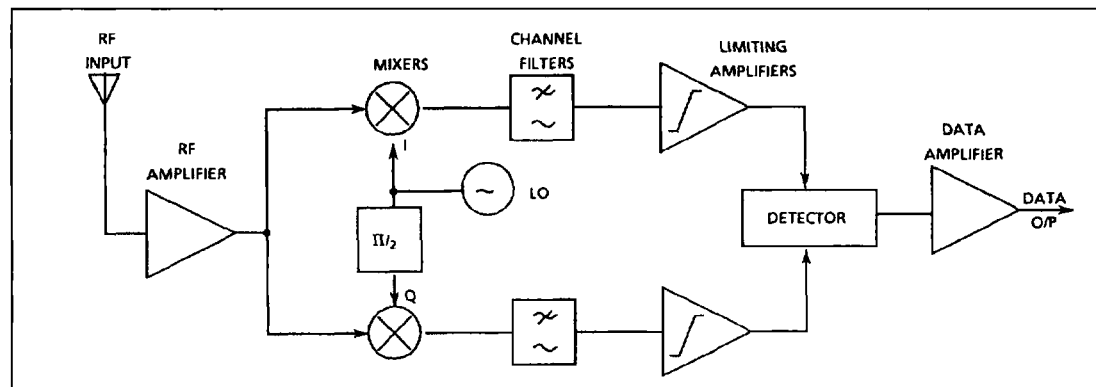 RF
INPUT
RF
AMPLIFIER
MIXERS
I
LO
Π/2
Q
CHANNEL
FILTERS
LIMITING
AMPLIFIERS
DETECTOR
DATA
AMPLIFIER
DATA
O/P